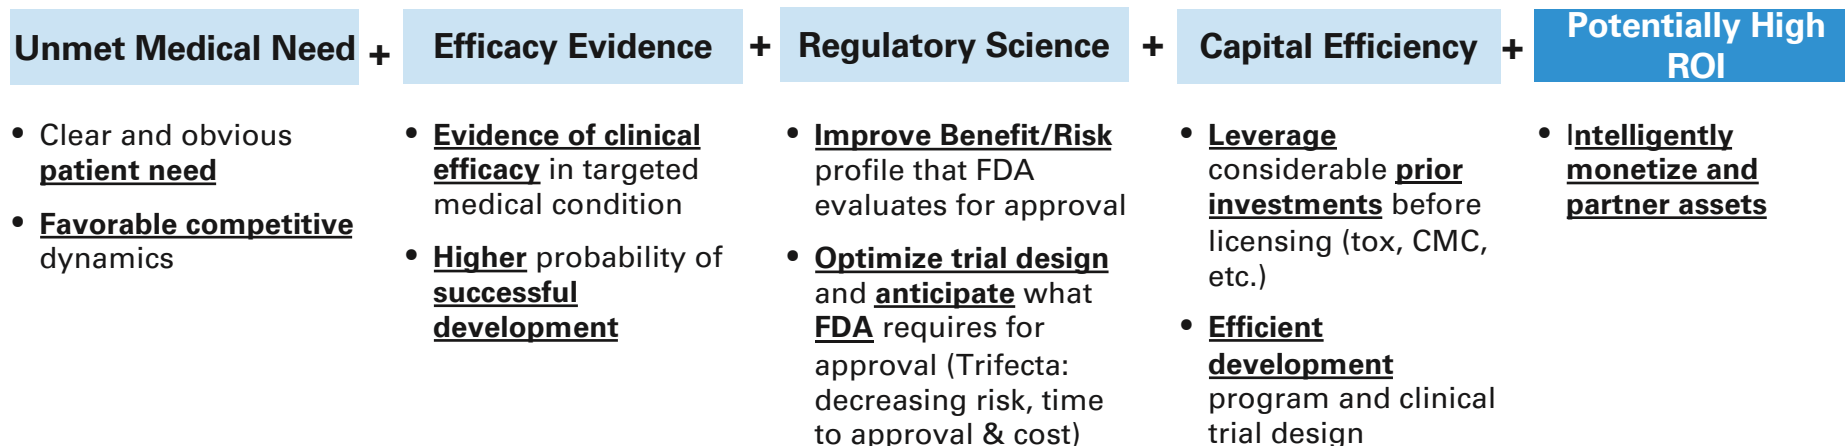 Unmet Medical Need + Efficacy Evidence + Regulatory Science + Capital Efficiency + Potentially High
ROI
• Clear and obvious
patient need
• Favorable competitive
dynamics
• Evidence of clinical
efficacy in targeted
medical condition
• Higher probability of
successful
development
• Improve Benefit/Risk
profile that FDA
evaluates for approval
• Optimize trial design
and anticipate what
FDA requires for
approval (Trifecta:
decreasing risk, time
to approval & cost)
• Leverage
considerable prior
investments before
licensing (tox, CMC,
etc.)
• Efficient
development
program and clinical
trial design
• Intelligently
monetize and
partner assets